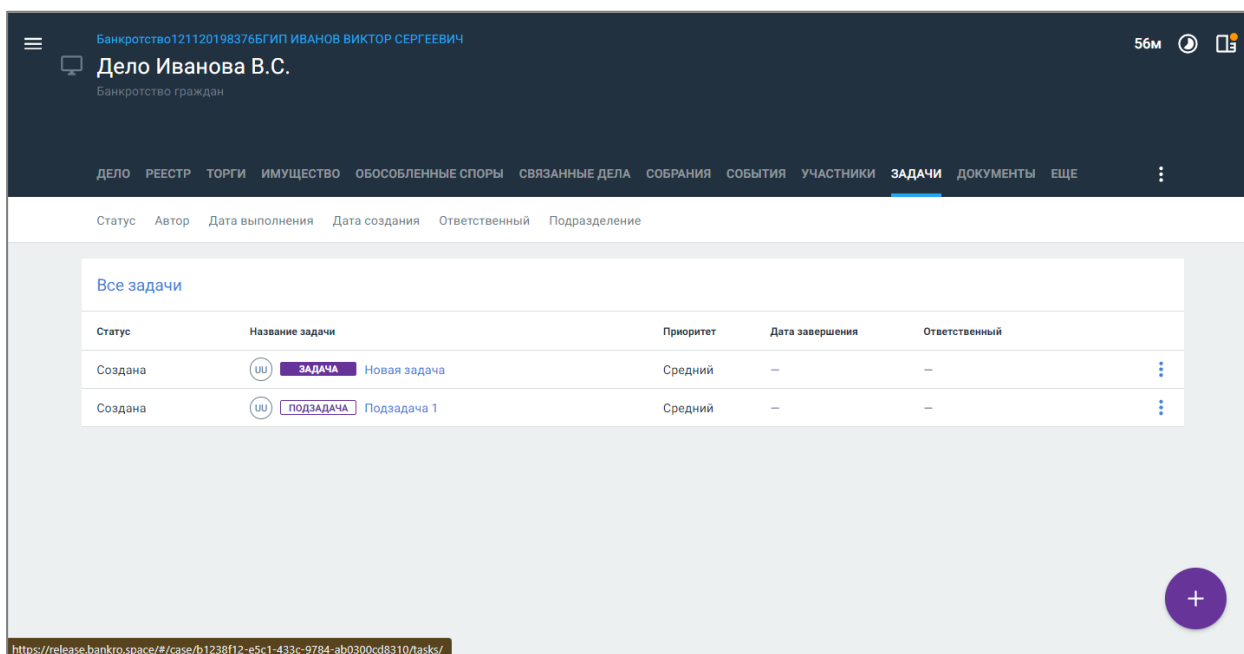 Банкротство121120198376БГИП ИВАНОВ ВИКТОР СЕРГЕЕВИЧ
56м
Дело Иванова В.С.
Банкротство граждан
ДЕЛО РЕЕСТР ТОРГИ ИМУЩЕСТВО ОБОСОБЛЕННЫЕ СПОРЫ СВЯЗАННЫЕ ДЕЛА СОБРАНИЯ СОБЫТИЯ УЧАСТНИКИ ЗАДАЧИ ДОКУМЕНТЫ ЕЩЕ
Статус Автор Дата выполнения Дата создания Ответственный Подразделение
Все задачи
Статус Название задачи Приоритет Дата завершения Ответственный
Создана UU ЗАДАЧА Новая задача Средний — —
Создана UU ПОДЗАДАЧА Подзадача 1 Средний — —
https://release.bankro.space/#/case/b1238f12-e5c1-433c-9784-ab0300cd8310/tasks/